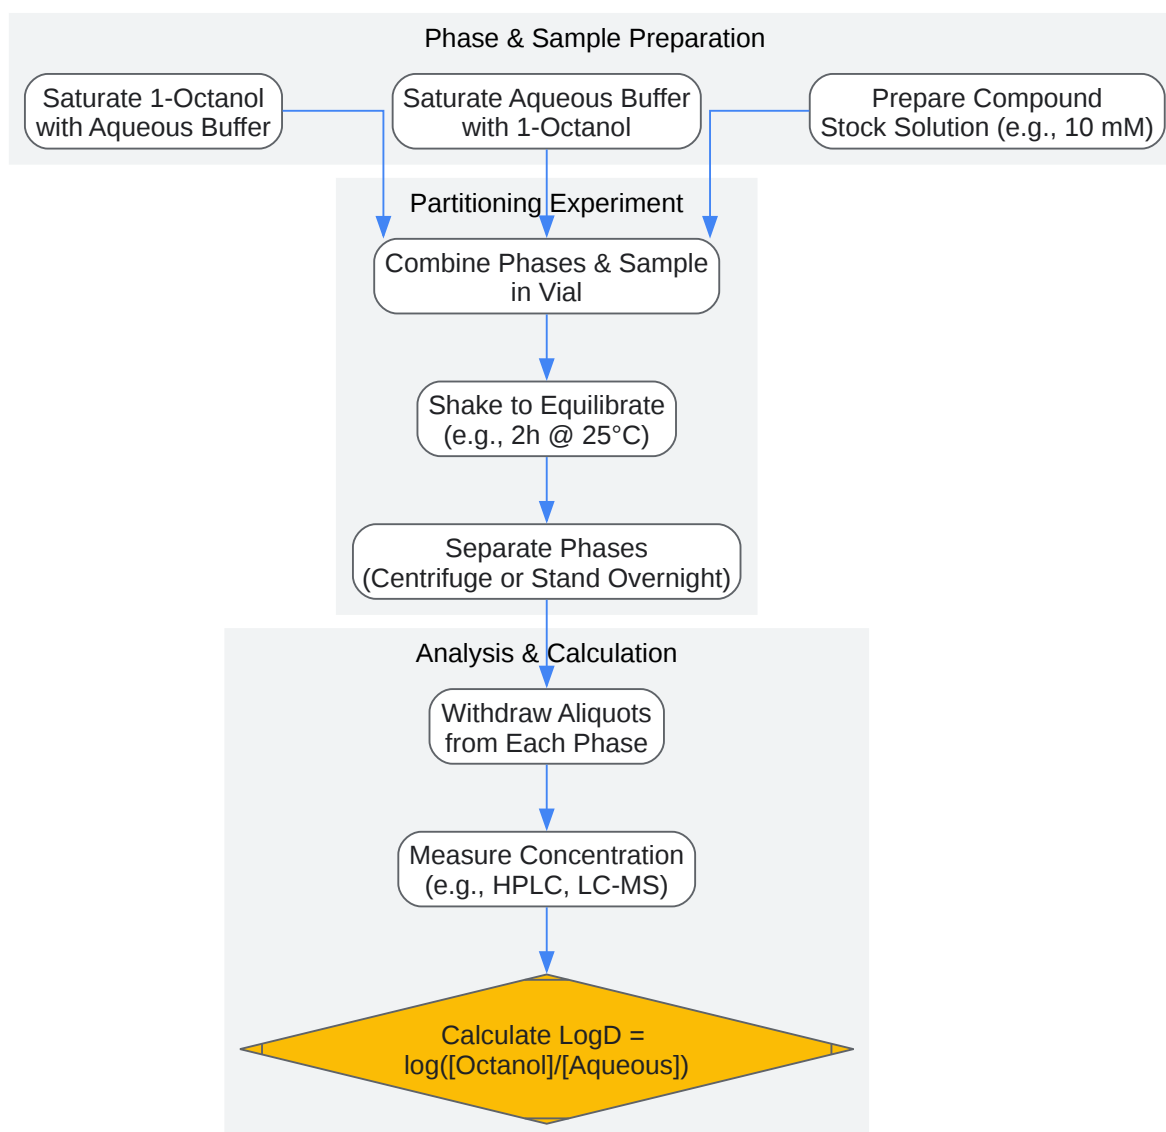 Phase & Sample Preparation
Saturate 1-Octanol
with Aqueous Buffer
Saturate Aqueous Buffer
with 1-Octanol
Prepare Compound
Stock Solution (e.g., 10 mM)
Partitioning Experiment
Combine Phases & Sample
in Vial
Shake to Equilibrate
(e.g., 2h @ 25°C)
Separate Phases
(Centrifuge or Stand Overnight)
Analysis & Calculation
Withdraw Aliquots
from Each Phase
Measure Concentration
(e.g., HPLC, LC-MS)
Calculate LogD =
log([Octanol]/[Aqueous])